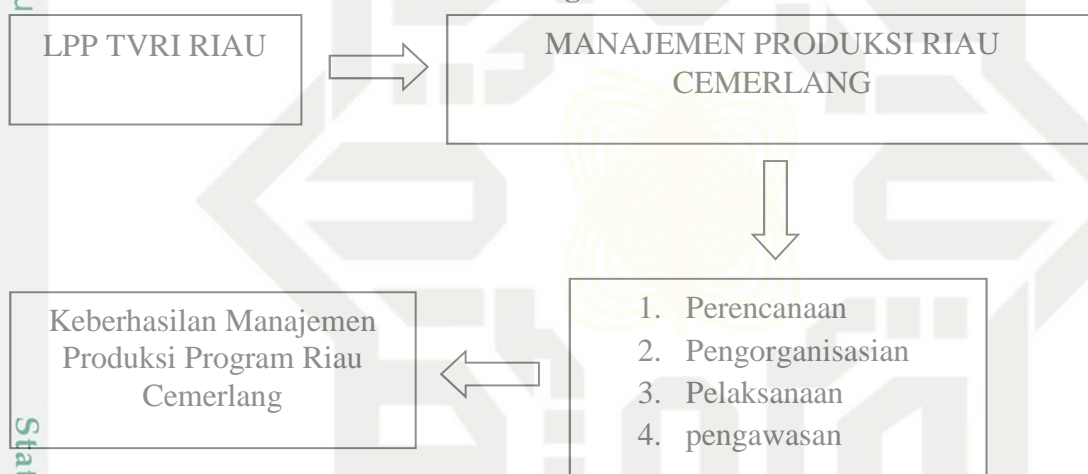 LPP TVRI RIAU
MANAJEMEN PRODUKSI RIAU
CEMERLANG
1. Perencanaan
2. Pengorganisasian
3. Pelaksanaan
4. pengawasan
Keberhasilan Manajemen
Produksi Program Riau
Cemerlang
Stat